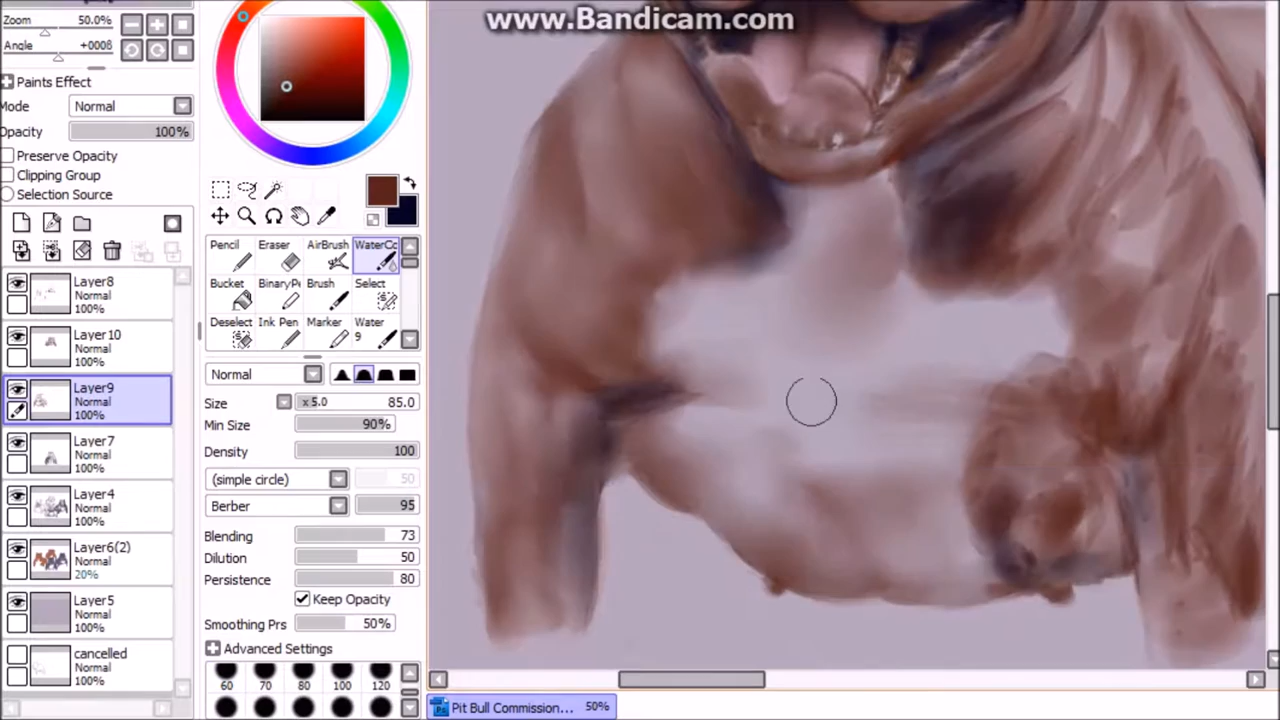 www.Bandicam.com
Zoom 50.0%
Angle +0008
Paints Effect
Mode Normal
Opacity 100%
Preserve Opacity
Clipping Group
Selection Source
Layer8
Normal
100%
Layer10
Normal
100%
Layer9
Normal
100%
Layer7
Normal
100%
Layer4
Normal
100%
Layer6(2)
Normal
20%
Layer5
Normal
100%
cancelled
Normal
100%
Pencil Eraser AirBrush WaterCo
Bucket BinaryPe Brush Select
Deselect Ink Pen Marker Water
9
Normal
Size x 5.0 85.0
Min Size 90%
Density 100
(simple circle) 50
Berber 95
Blending 73
Dilution 50
Persistence 80
Keep Opacity
Smoothing Prs 50%
Advanced Settings
60 70 80 100 120
Pit Bull Commission... 50%